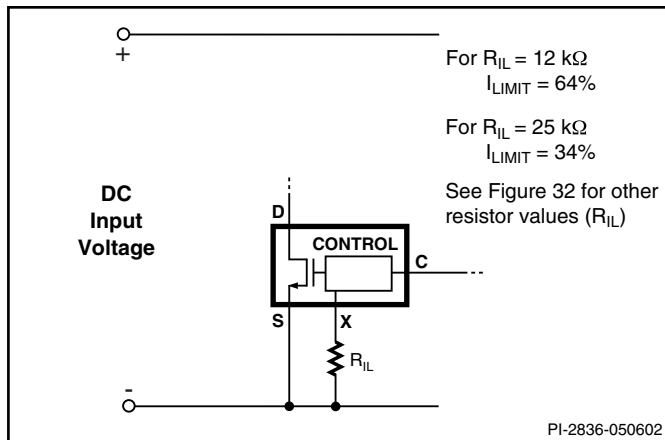 +
For R_IL = 12 kΩ
I_LIMIT = 64%
For R_IL = 25 kΩ
I_LIMIT = 34%
See Figure 32 for other
resistor values (R_IL)
DC
Input
Voltage
D
CONTROL
C
S
X
R_IL
-
PI-2836-050602